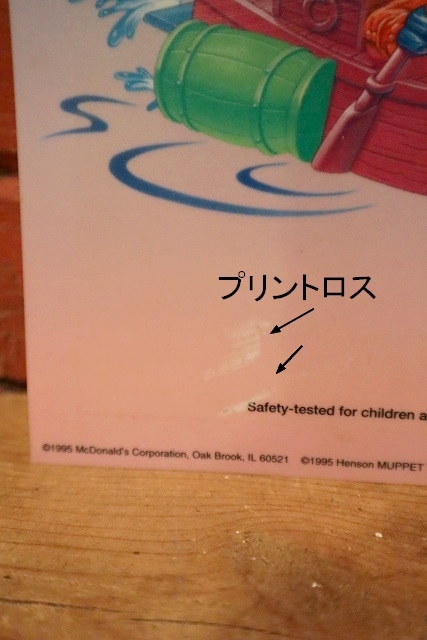 プリントロス
Safety-tested for children a
©1995 McDonald's Corporation, Oak Brook, IL 60521 ©1995 Henson MUPPET